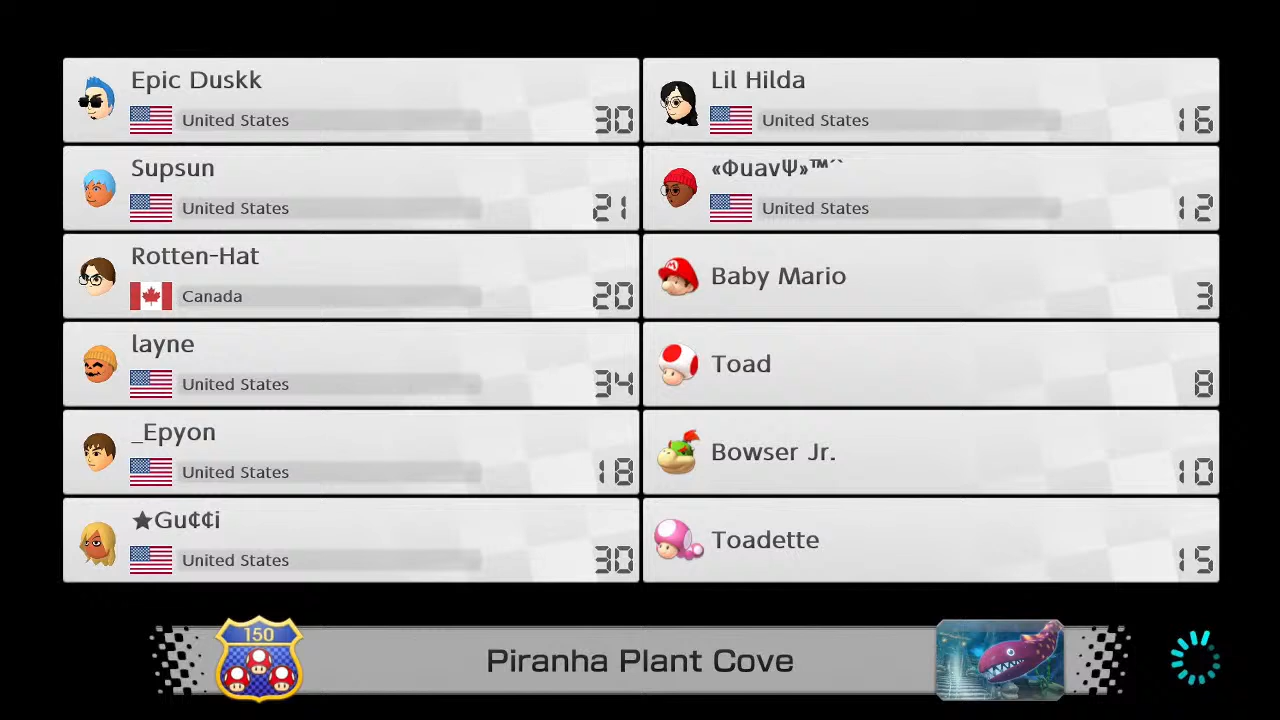 Epic Duskk
United States
30
Supsun
United States
21
Rotten-Hat
Canada
20
layne
United States
34
_Epyon
United States
18
★Gu¢¢i
United States
30
Lil Hilda
United States
16
«ΦuavΨ»™´`
United States
12
Baby Mario
3
Toad
8
Bowser Jr.
10
Toadette
15
150
Piranha Plant Cove